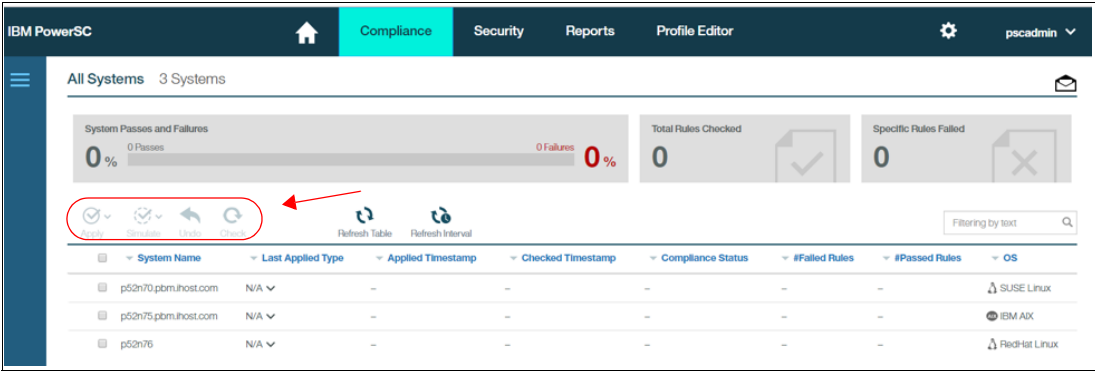 IBM PowerSC Compliance Security Reports Profile Editor pscadmin
All Systems 3 Systems
System Passes and Failures Total Rules Checked Specific Rules Failed
0 % 0 Passes 0 Failures 0 % 0 0
Apply Simulate Undo Check Refresh Table Refresh Interval Filtering by text
System Name Last Applied Type Applied Timestamp Checked Timestamp Compliance Status #Failed Rules #Passed Rules OS
p52n70.pbm.ihost.com N/A – – – – – SUSE Linux
p52n75.pbm.ihost.com N/A – – – – – IBM AIX
p52n76 N/A – – – – – RedHat Linux